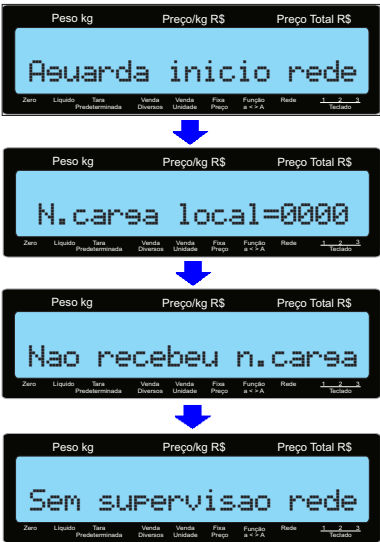 Peso kg Preço/kg R$ Preço Total R$
Aguarda inicio rede
Zero Líquido Tara Venda Venda Fixa Função Rede 1 2 3
Predeterminada Diversos Unidade Preço a < > A Teclado
Peso kg Preço/kg R$ Preço Total R$
N.carga local=0000
Zero Líquido Tara Venda Venda Fixa Função Rede 1 2 3
Predeterminada Diversos Unidade Preço a < > A Teclado
Peso kg Preço/kg R$ Preço Total R$
Nao recebeu n.carga
Zero Líquido Tara Venda Venda Fixa Função Rede 1 2 3
Predeterminada Diversos Unidade Preço a < > A Teclado
Peso kg Preço/kg R$ Preço Total R$
Sem supervisao rede
Zero Líquido Tara Venda Venda Fixa Função Rede 1 2 3
Predeterminada Diversos Unidade Preço a < > A Teclado